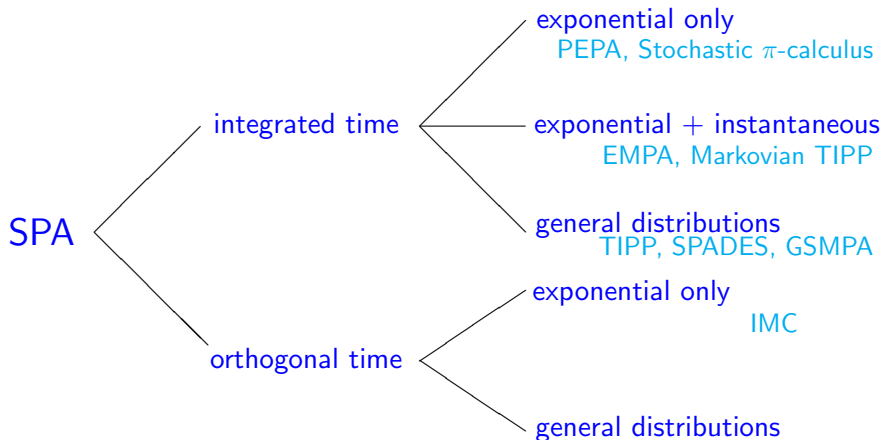 exponential only
PEPA, Stochastic π-calculus
integrated time
exponential + instantaneous
EMPA, Markovian TIPP
SPA
general distributions
TIPP, SPADES, GSMPA
exponential only
IMC
orthogonal time
general distributions